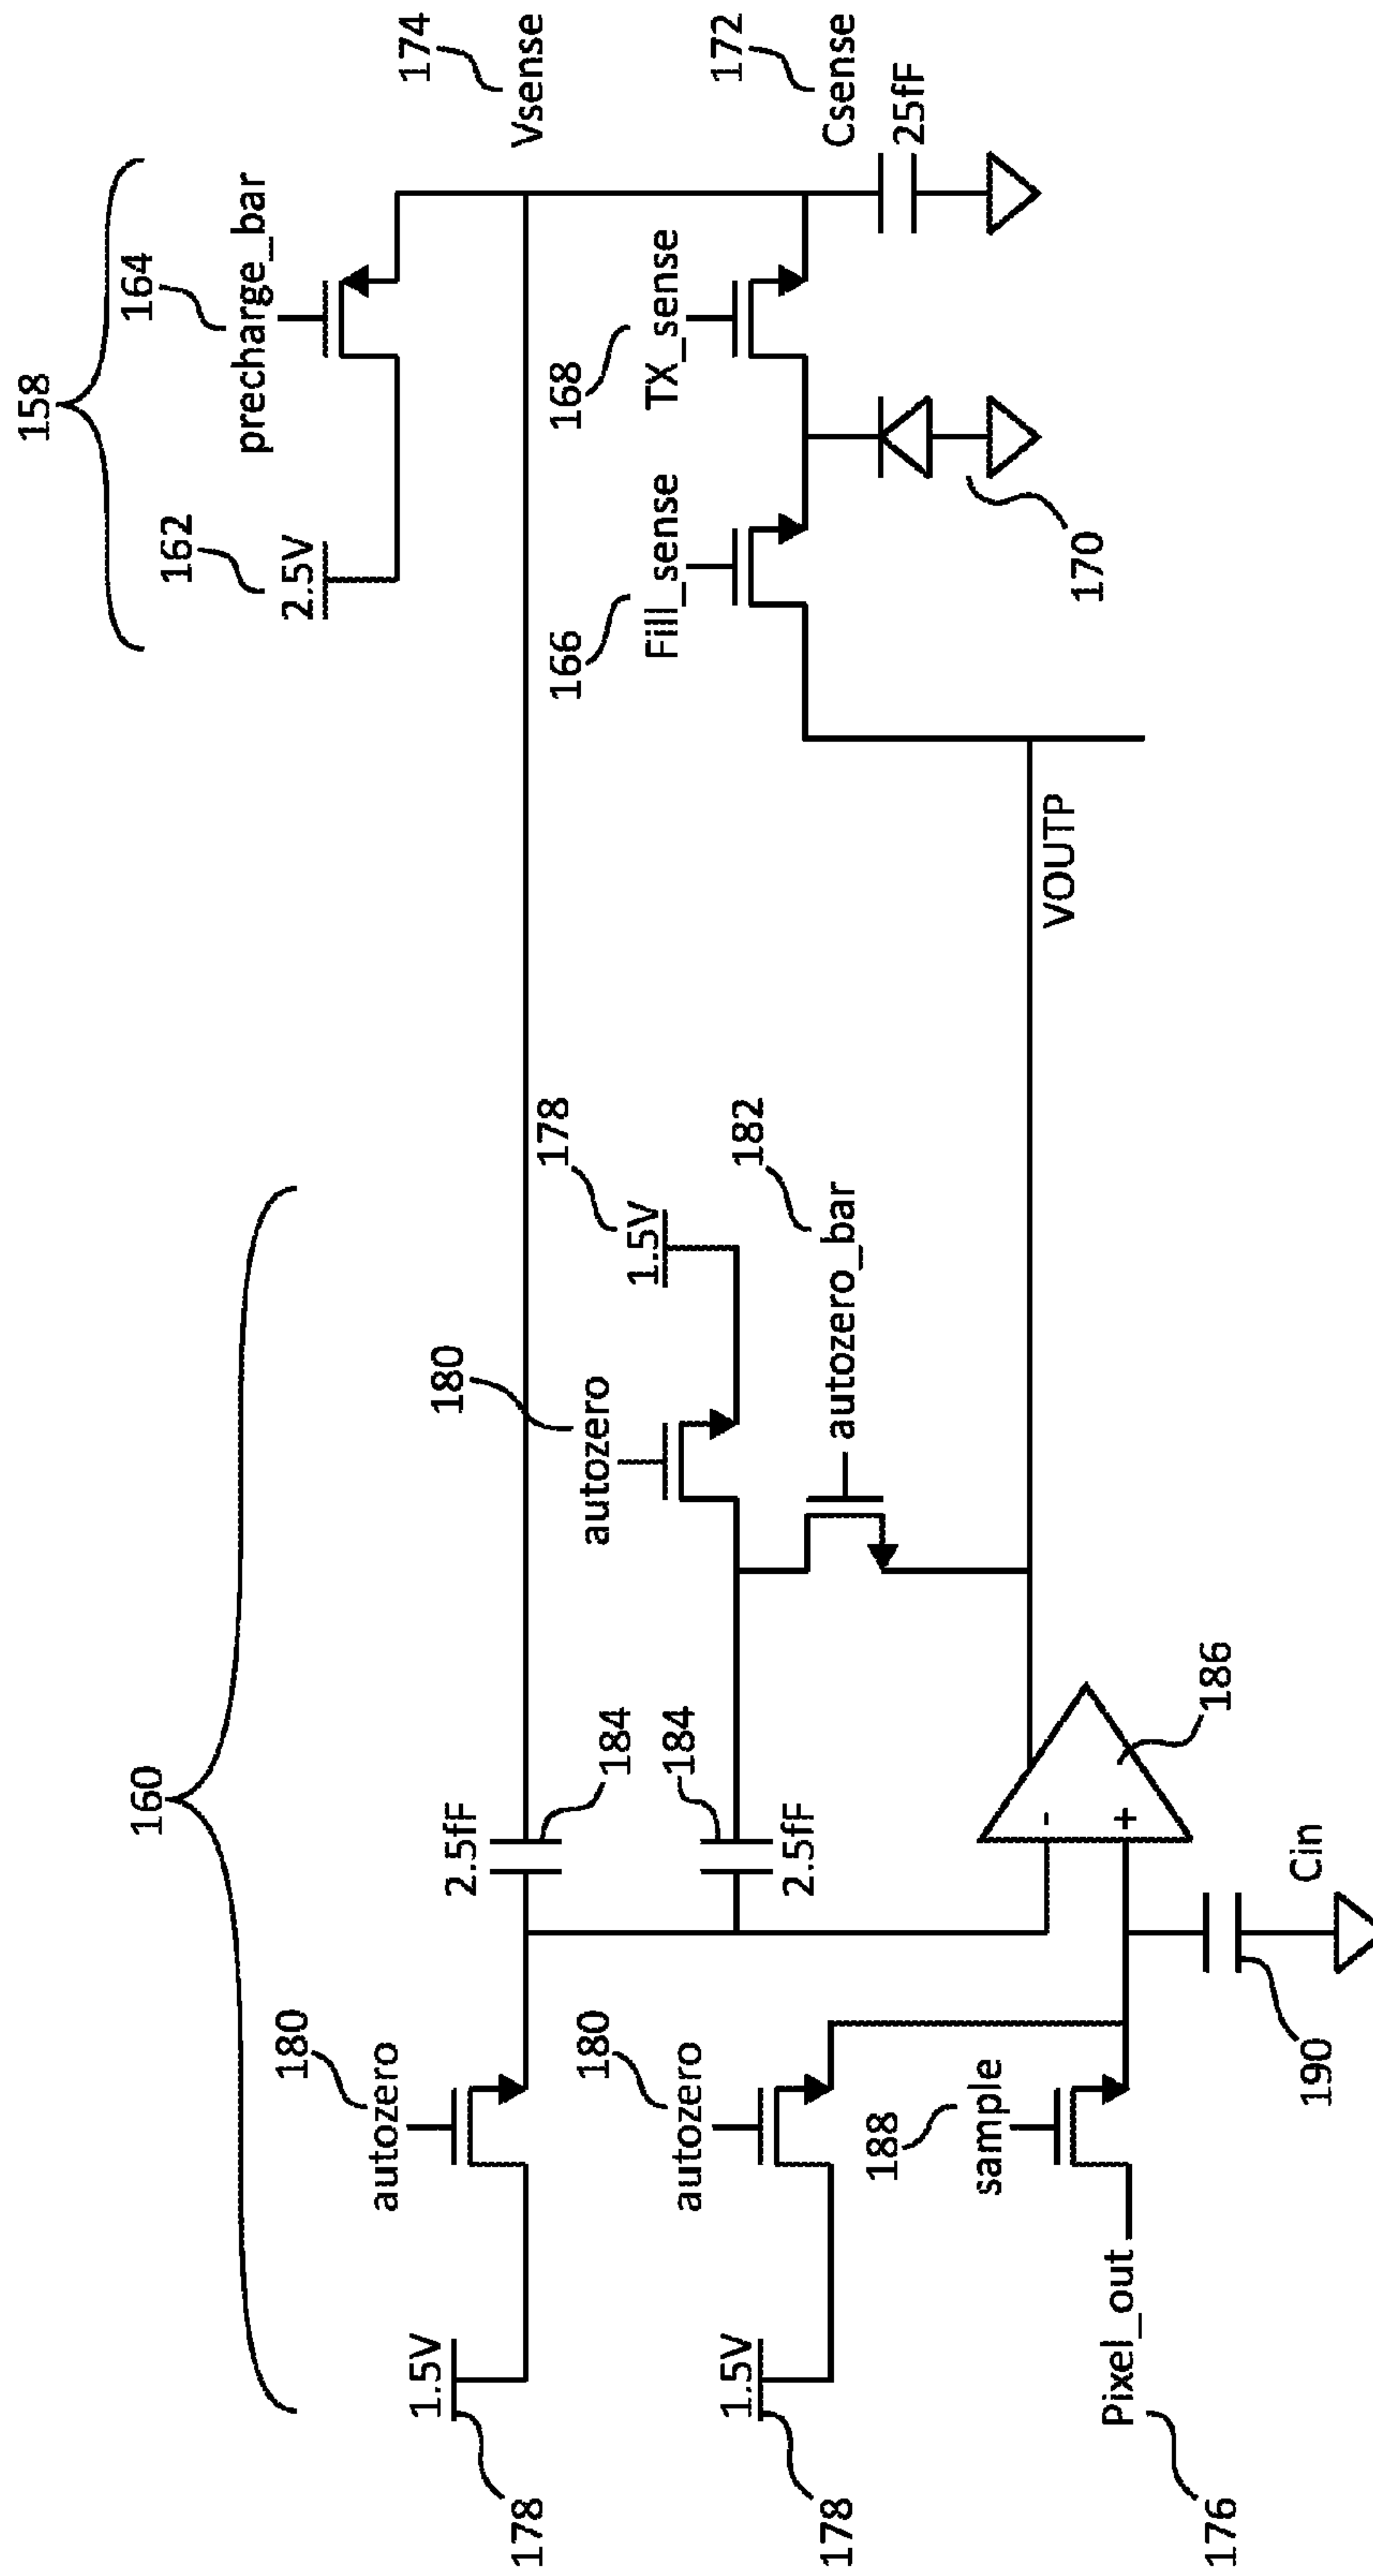 158
164
precharge_bar
162
2.5V
174
Vsense
160
166
Fill_sense
168
TX_sense
172
Csense
25fF
170
180
autozero
178
1.5V
182
autozero_bar
VOUTP
180
autozero
1.5V
178
2.5fF
184
184
2.5fF
180
autozero
1.5V
178
188
sample
Pixel_out
176
-
+
186
Cin
190